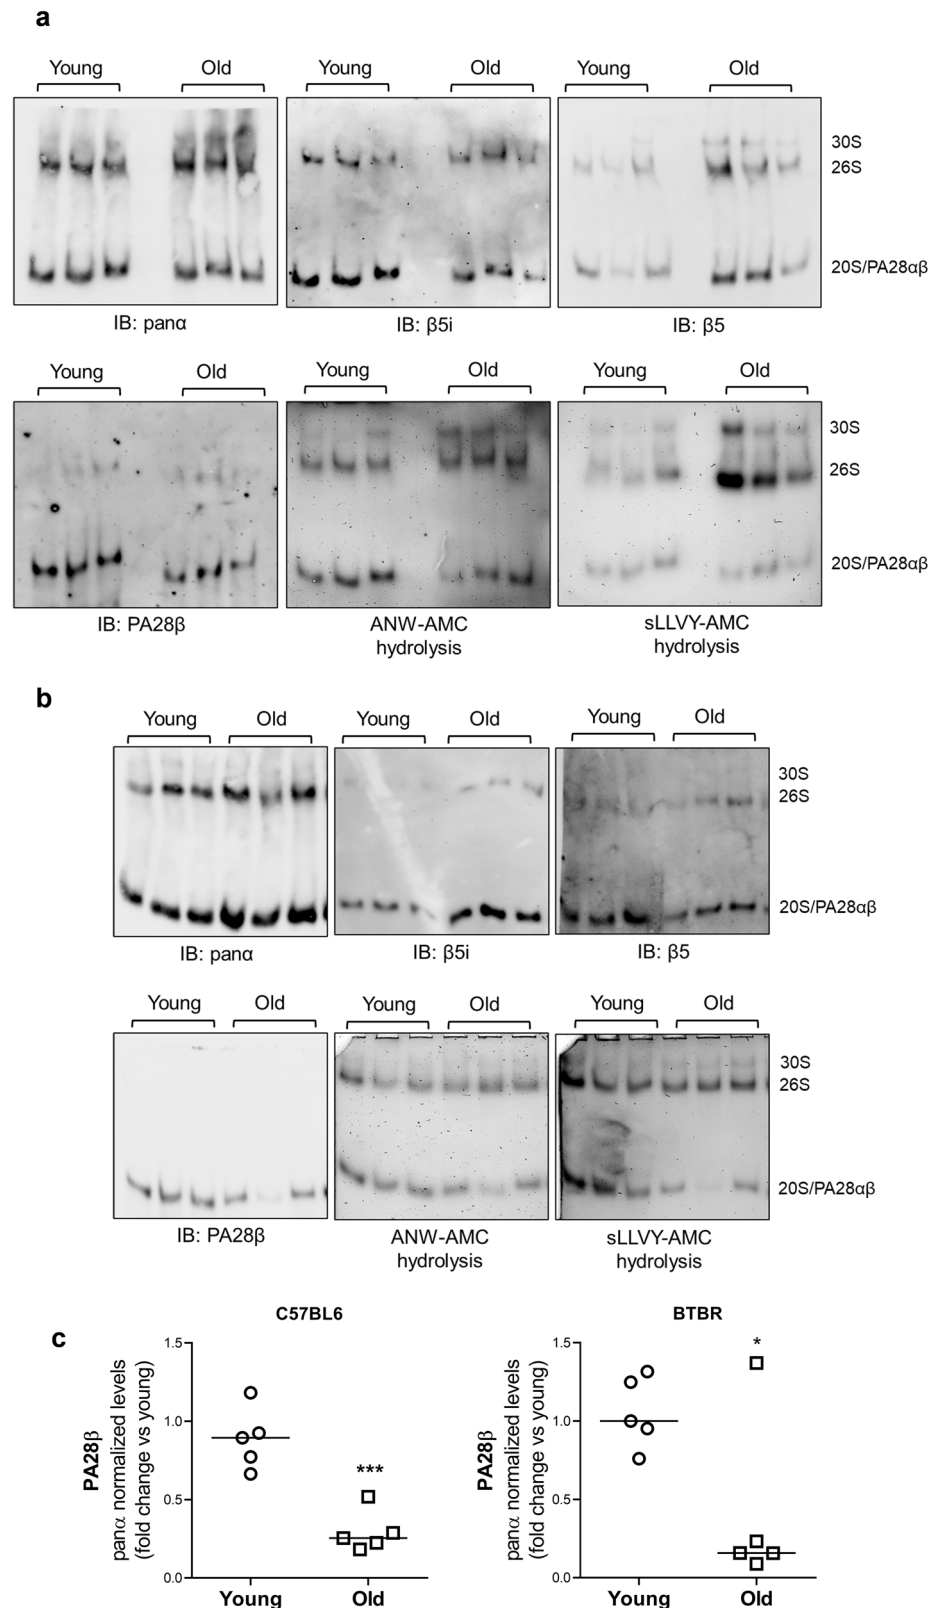 a
Young Old Young Old Young Old
30S
26S
20S/PA28αβ
IB: panα IB: β5i IB: β5
Young Old Young Old Young Old
30S
26S
20S/PA28αβ
IB: PA28β ANW-AMC hydrolysis sLLVY-AMC hydrolysis
b
Young Old Young Old Young Old
30S
26S
20S/PA28αβ
IB: panα IB: β5i IB: β5
Young Old Young Old Young Old
30S
26S
20S/PA28αβ
IB: PA28β ANW-AMC hydrolysis sLLVY-AMC hydrolysis
c
C57BL6
PA28β
panα normalized levels
(fold change vs young)
1.5
1.0
0.5
0.0
***
Young Old
BTBR
PA28β
panα normalized levels
(fold change vs young)
1.5
1.0
0.5
0.0
*
Young Old